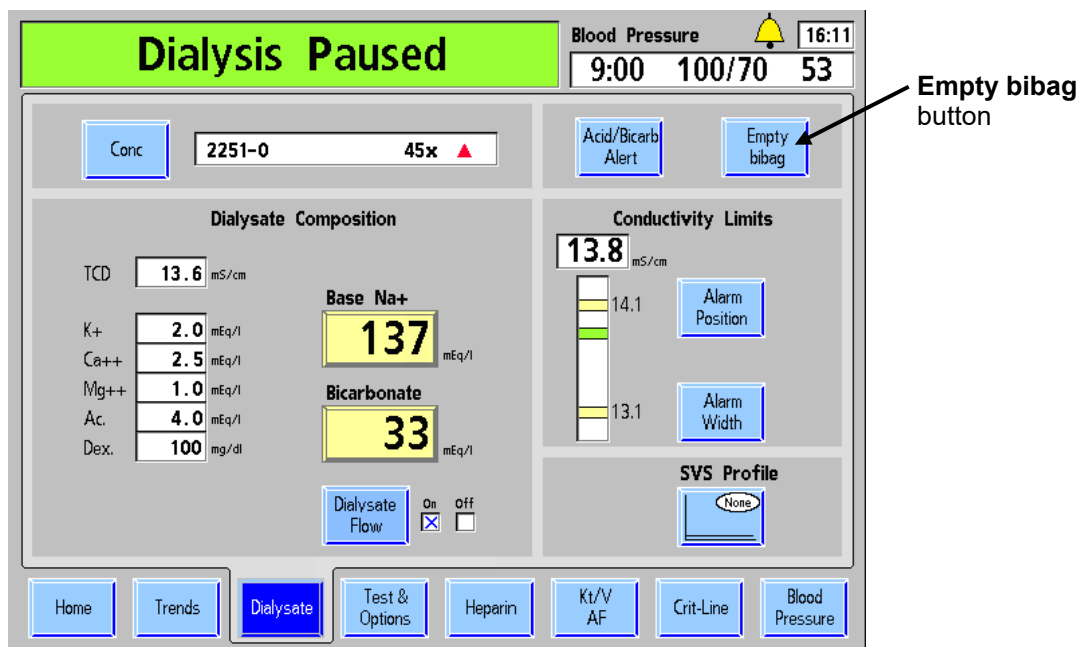 Dialysis Paused
Blood Pressure
16:11
9:00 100/70 53
Empty bibag
button
Conc
2251-0 45x
Acid/Bicarb
Alert
Empty
bibag
Dialysate Composition
TCD 13.6 mS/cm
K+ 2.0 mEq/l
Ca++ 2.5 mEq/l
Mg++ 1.0 mEq/l
Ac. 4.0 mEq/l
Dex. 100 mg/dl
Base Na+
137 mEq/l
Bicarbonate
33 mEq/l
Dialysate
Flow
On Off
Conductivity Limits
13.8 mS/cm
14.1
13.1
Alarm
Position
Alarm
Width
SVS Profile
None
Home
Trends
Dialysate
Test &
Options
Heparin
Kt/V
AF
Crit-Line
Blood
Pressure